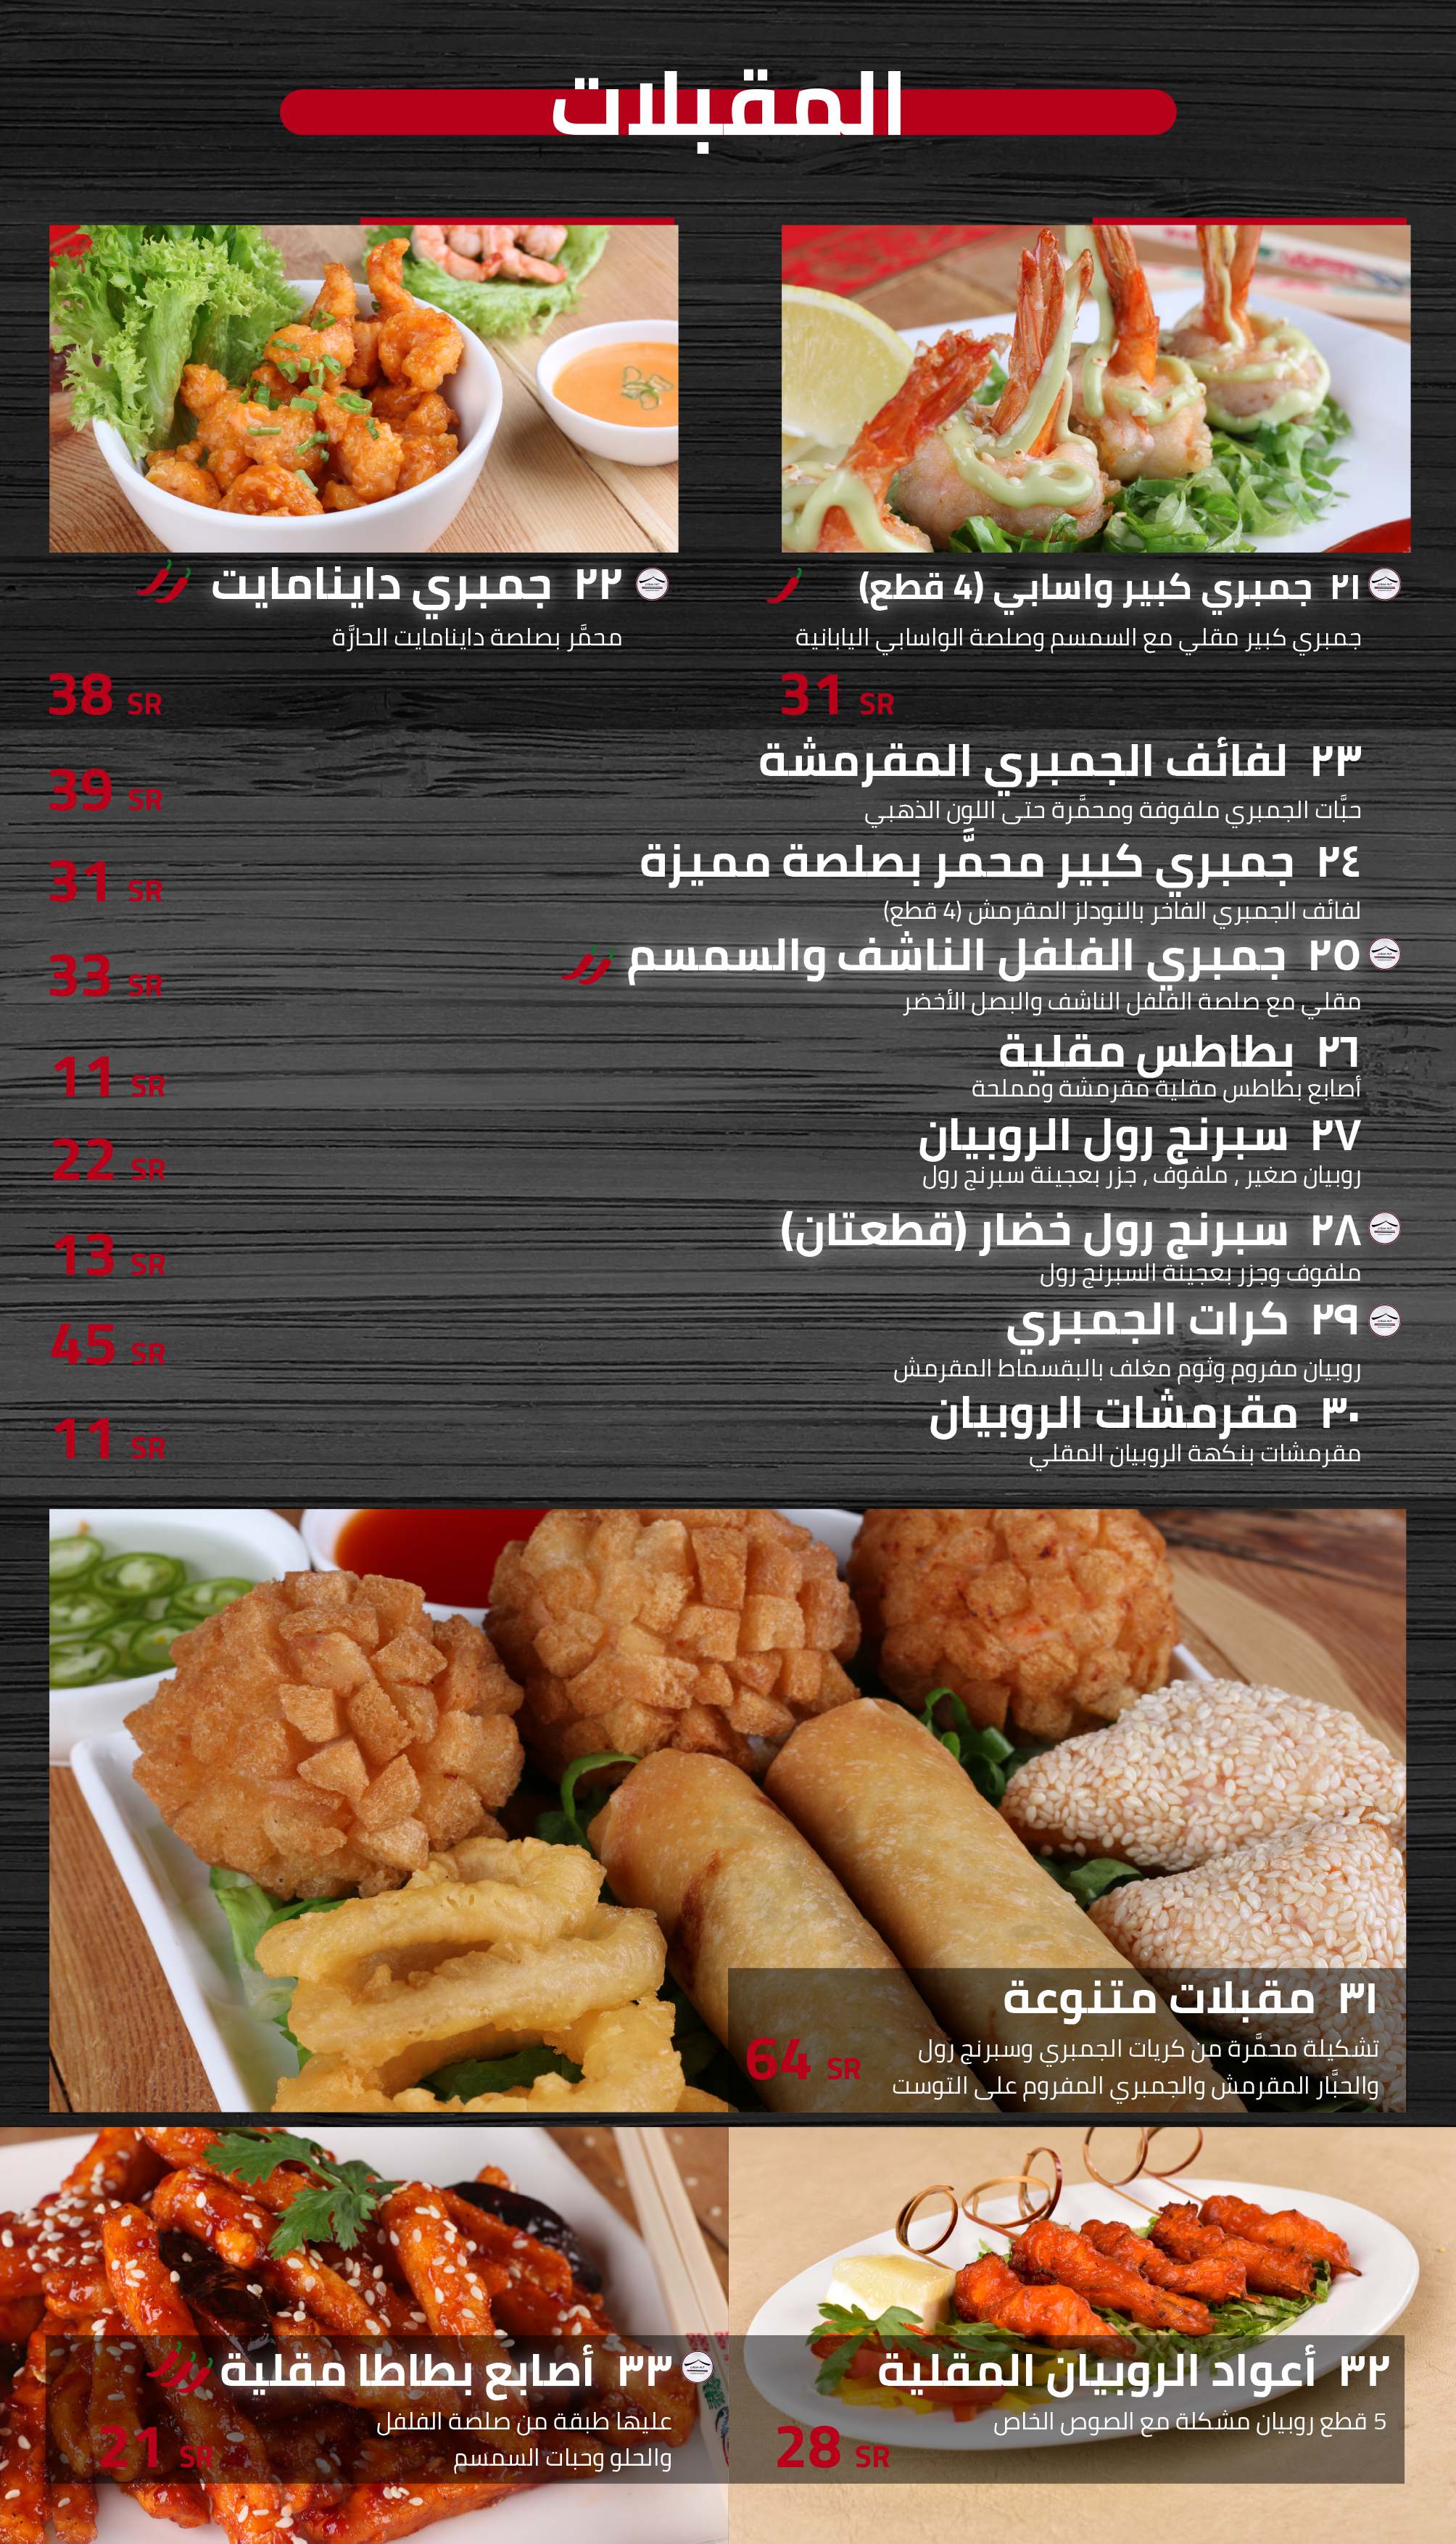 المقبلات
٢١ جمبري كبير واسابي (4 قطع)
جمبري كبير مقلي مع السمسم وصلصة الواسابي اليابانية
31 SR
٢٢ جمبري داينامايت
محمَّر بصلصة داينامايت الحارَّة
38 SR
٢٣ لفائف الجمبري المقرمشة
حبَّات الجمبري ملفوفة ومحمَّرة حتى اللون الذهبي
39 SR
٢٤ جمبري كبير محمَّر بصلصة مميزة
لفائف الجمبري الفاخر بالنودلز المقرمش (4 قطع)
31 SR
٢٥ جمبري الفلفل الناشف والسمسم
مقلي مع صلصة الفلفل الناشف والبصل الأخضر
33 SR
٢٦ بطاطس مقلية
أصابع بطاطس مقلية مقرمشة ومملحة
11 SR
٢٧ سبرنج رول الروبيان
روبيان صغير , ملفوف , جزر بعجينة سبرنج رول
22 SR
٢٨ سبرنج رول خضار (قطعتان)
ملفوف وجزر بعجينة السبرنج رول
13 SR
٢٩ كرات الجمبري
روبيان مفروم وثوم مغلف بالبقسماط المقرمش
45 SR
٣٠ مقرمشات الروبيان
مقرمشات بنكهة الروبيان المقلي
11 SR
٣١ مقبلات متنوعة
تشكيلة محمَّرة من كريات الجمبري وسبرنج رول
والحبَّار المقرمش والجمبري المفروم على التوست
64 SR
٣٢ أعواد الروبيان المقلية
5 قطع روبيان مشكلة مع الصوص الخاص
28 SR
٣٣ أصابع بطاطا مقلية
عليها طبقة من صلصة الفلفل
والحلو وحبات السمسم
21 SR